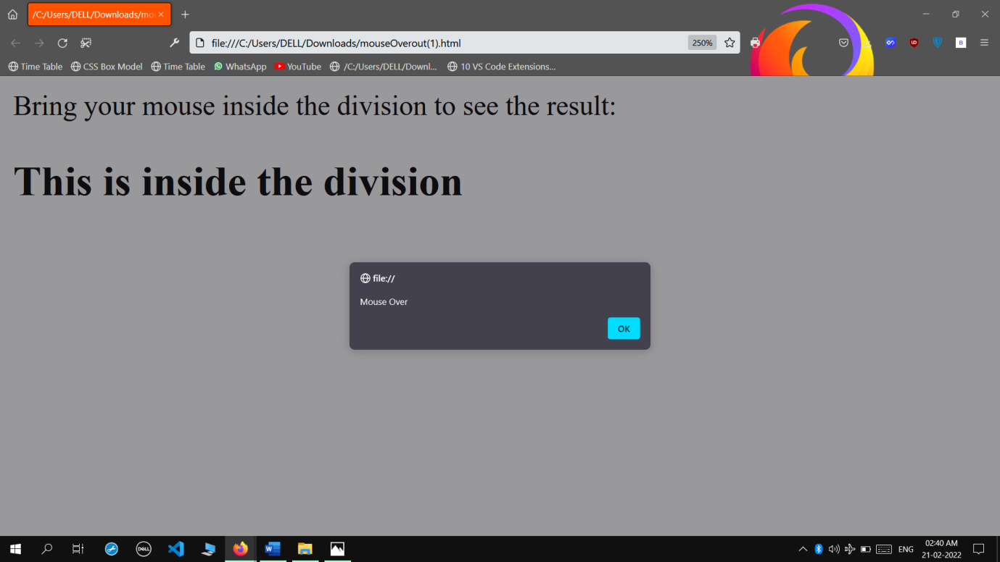 /C:/Users/DELL/Downloads/mo
file:///C:/Users/DELL/Downloads/mouseOverout(1).html 250%
Time Table CSS Box Model Time Table WhatsApp YouTube /C:/Users/DELL/Downl... 10 VS Code Extensions...
Bring your mouse inside the division to see the result:
This is inside the division
file://
Mouse Over
OK
DELL
ENG
02:40 AM
21-02-2022